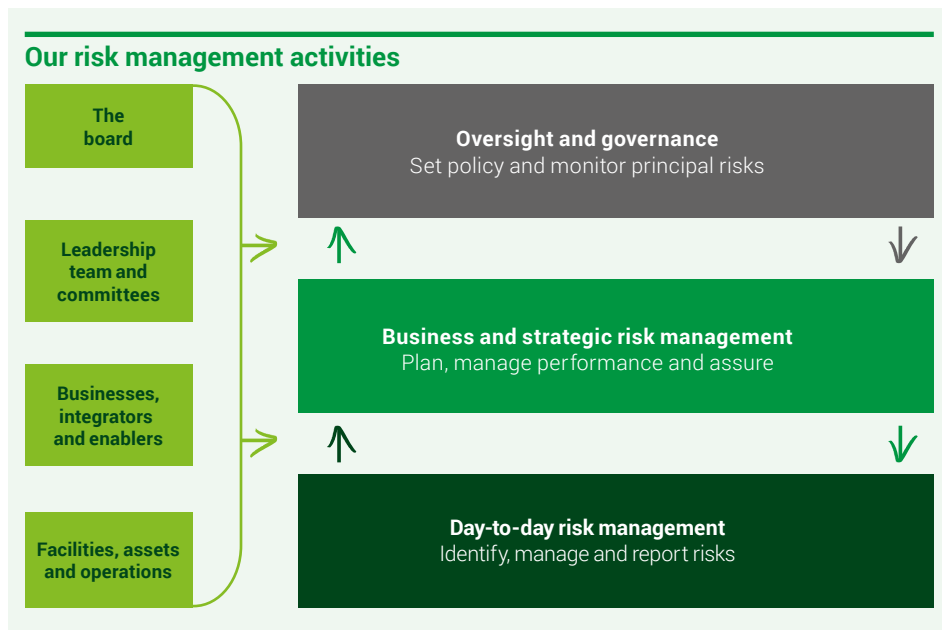 Our risk management activities
The
board
Leadership
team and
committees
Businesses,
integrators
and enablers
Facilities, assets
and operations
Oversight and governance
Set policy and monitor principal risks
Business and strategic risk management
Plan, manage performance and assure
Day-to-day risk management
Identify, manage and report risks